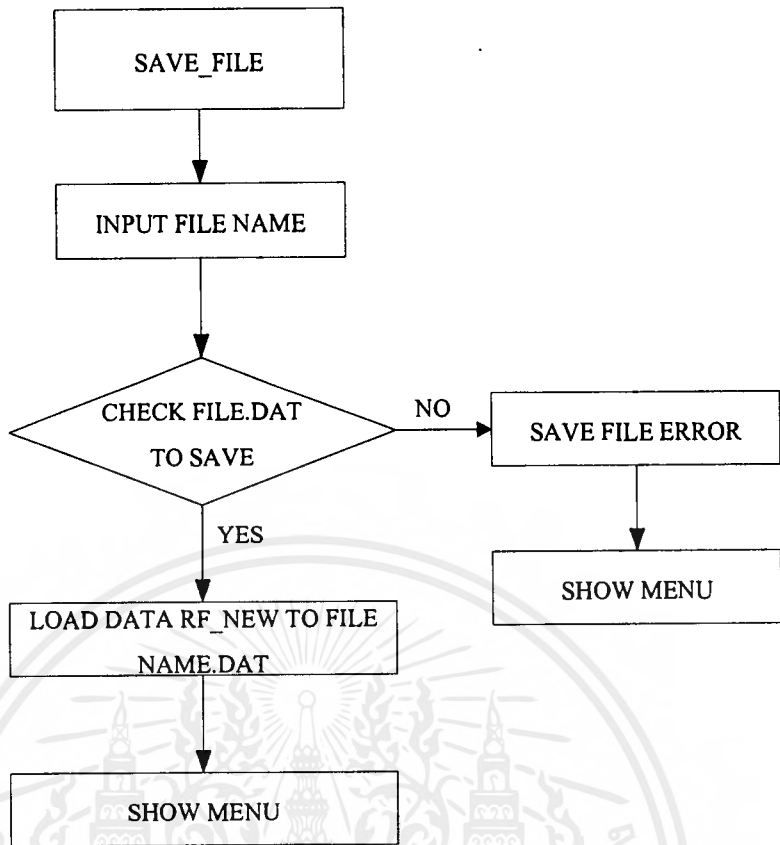 SAVE_FILE
INPUT FILE NAME
CHECK FILE.DAT
TO SAVE
NO
SAVE FILE ERROR
YES
SHOW MENU
LOAD DATA RF_NEW TO FILE
NAME.DAT
SHOW MENU